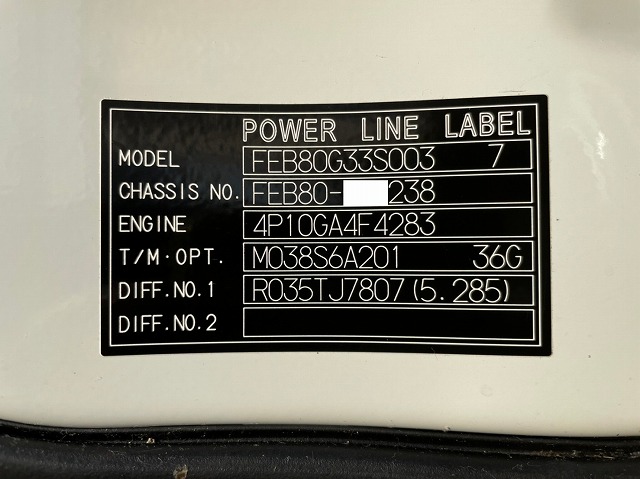 POWER LINE LABEL
MODEL FEB80G33S003 7
CHASSIS NO. FEB80- 238
ENGINE 4P10GA4F4283
T/M·OPT. M038S6A201 36G
DIFF.NO.1 R035TJ7807(5.285)
DIFF.NO.2